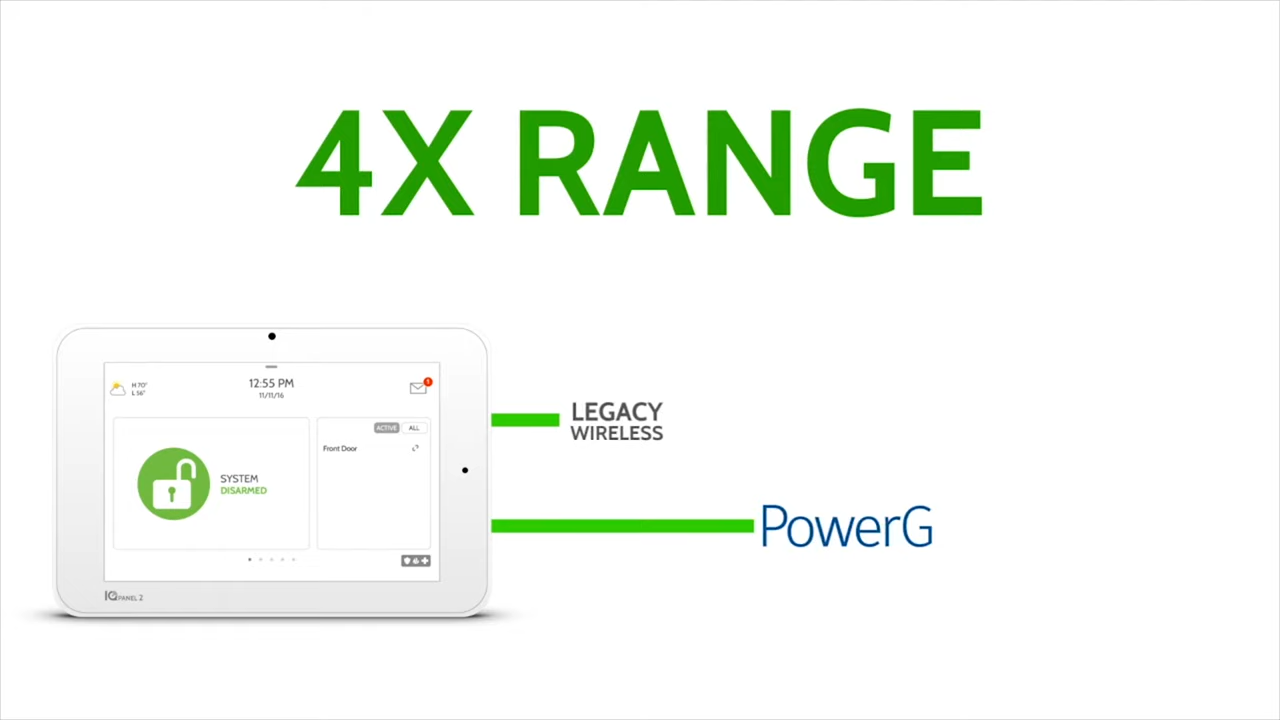 4X RANGE
H 70°
L 56°
12:55 PM
11/11/16
1
ACTIVE
ALL
Front Door
SYSTEM
DISARMED
IQ PANEL 2
LEGACY
WIRELESS
PowerG